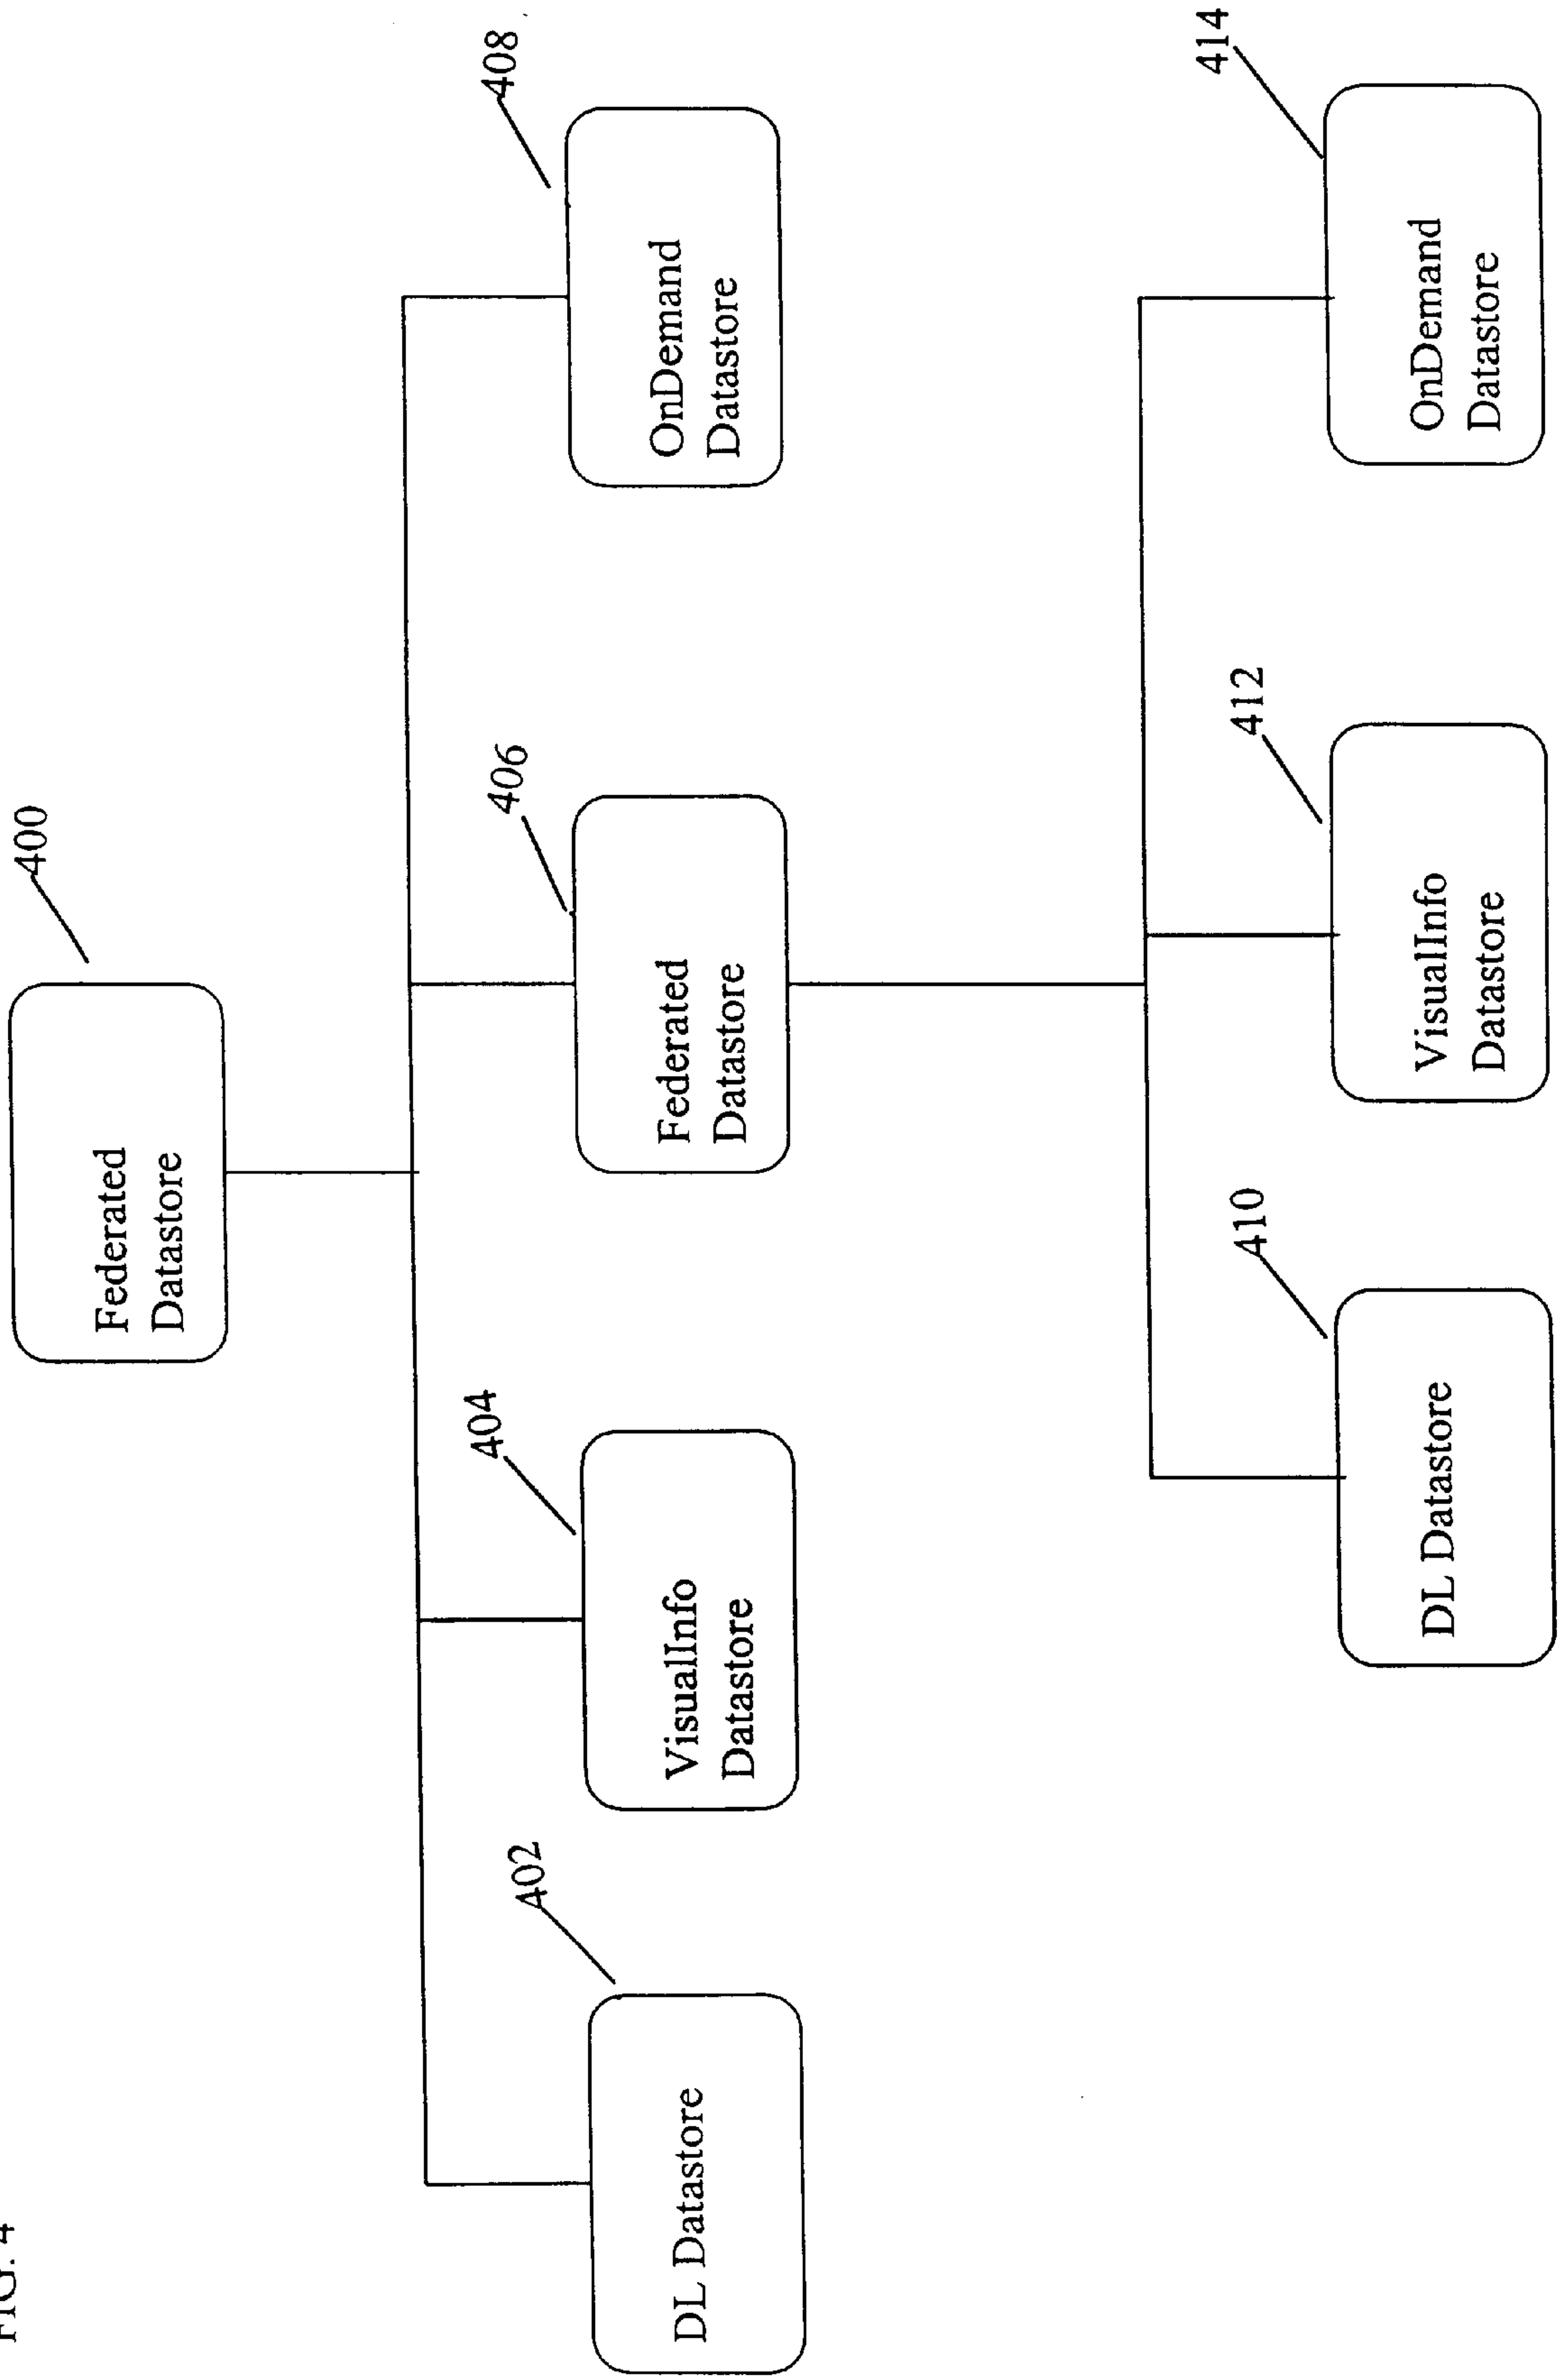 FIG. 4
400
Federated
Datastore
402
DL Datastore
404
VisualInfo
Datastore
406
Federated
Datastore
408
OnDemand
Datastore
410
DL Datastore
412
VisualInfo
Datastore
414
OnDemand
Datastore